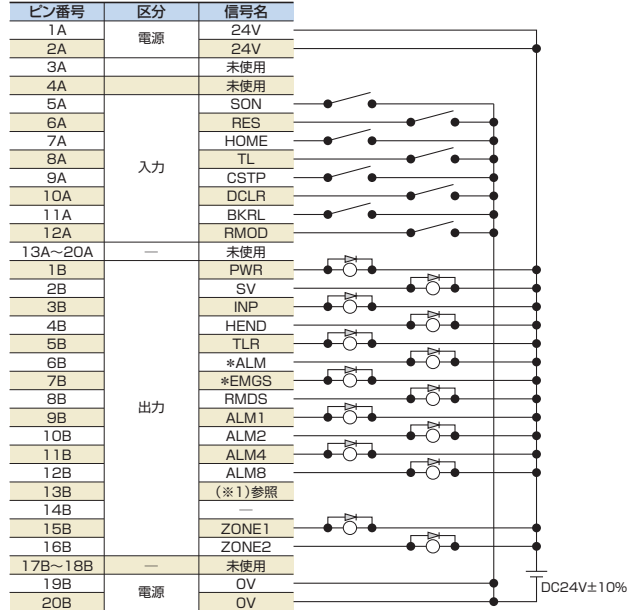 ピン番号 区分 信号名
1A 電源 24V
2A 24V
3A 未使用
4A 未使用
5A 入力 SON
6A RES
7A HOME
8A TL
9A CSTP
10A DCLR
11A BKRL
12A RMOD
13A〜20A — 未使用
1B 出力 PWR
2B SV
3B INP
4B HEND
5B TLR
6B *ALM
7B *EMGS
8B RMDS
9B ALM1
10B ALM2
11B ALM4
12B ALM8
13B (※1)参照
14B —
15B ZONE1
16B ZONE2
17B〜18B — 未使用
19B 電源 0V
20B 0V
DC24V±10%